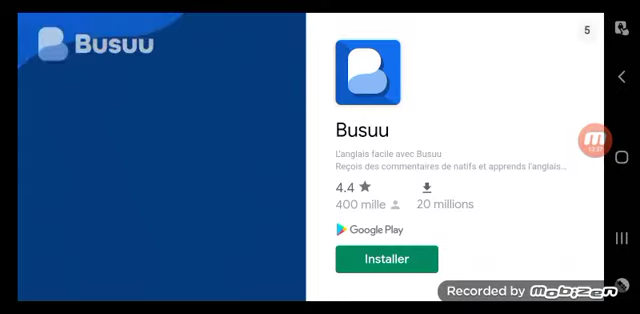 Busuu
5
Busuu
L'anglais facile avec Busuu
Reçois des commentaires de natifs et apprends l'anglais…
4.4
400 mille
20 millions
Google Play
Installer
Recorded by MOBIZEN